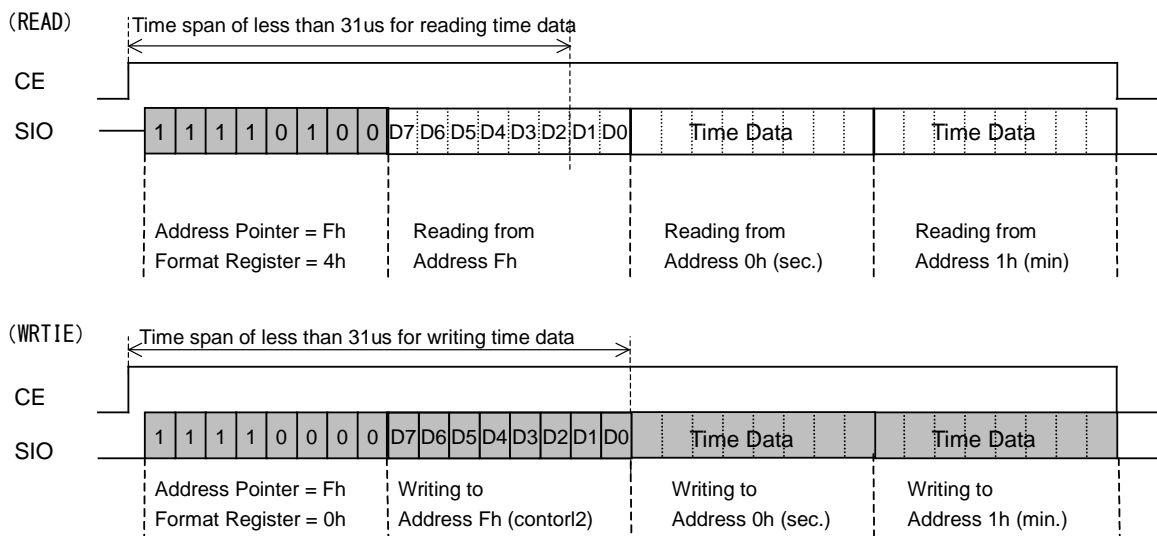 (READ)
Time span of less than 31us for reading time data
CE
SIO
1 1 1 1 0 1 0 0 D7 D6 D5 D4 D3 D2 D1 D0 Time Data Time Data
Address Pointer = Fh Reading from Reading from Reading from
Format Register = 4h Address Fh Address 0h (sec.) Address 1h (min)
(WRTIE)
Time span of less than 31us for writing time data
CE
SIO
1 1 1 1 0 0 0 0 D7 D6 D5 D4 D3 D2 D1 D0 Time Data Time Data
Address Pointer = Fh Writing to Writing to Writing to
Format Register = 0h Address Fh (contorl2) Address 0h (sec.) Address 1h (min.)